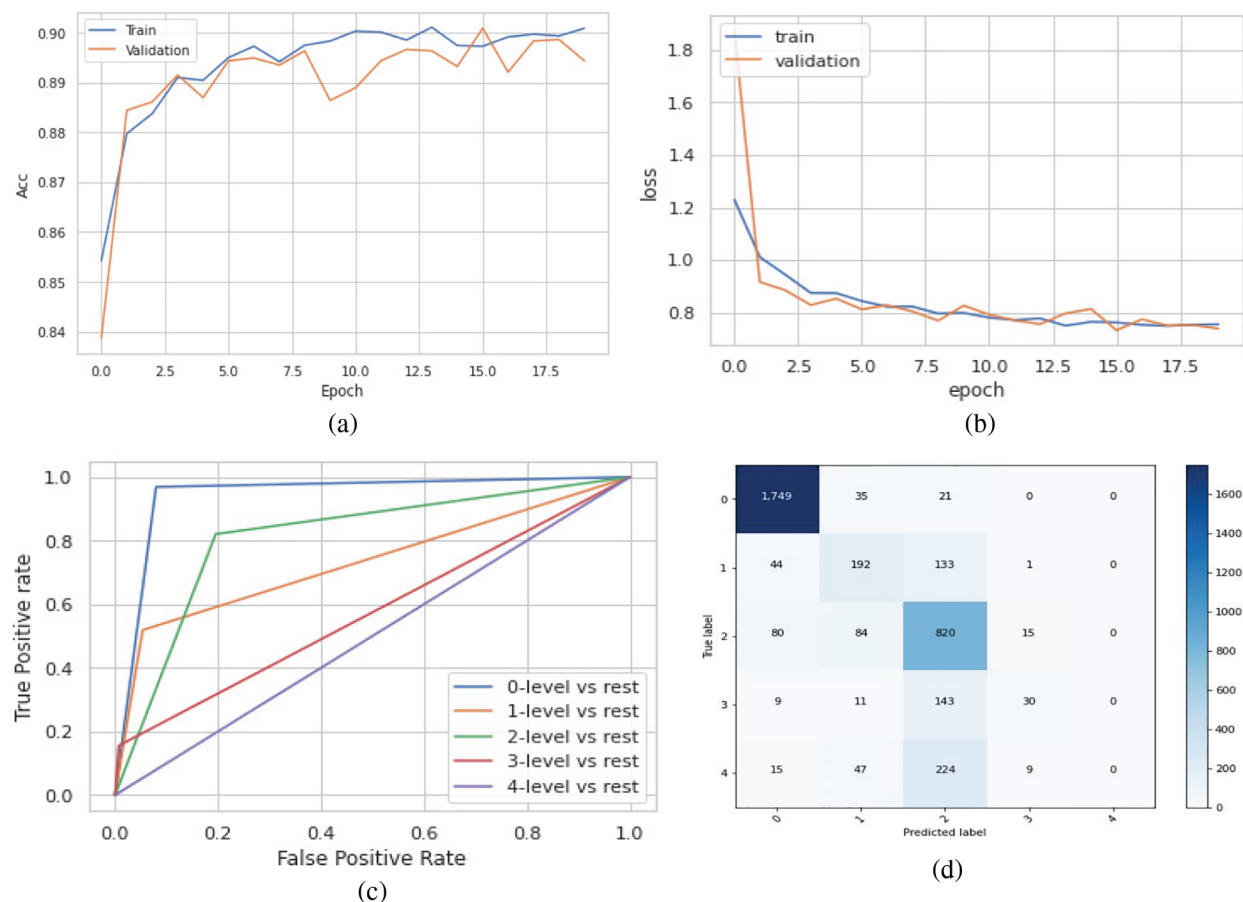 Train
Validation
0.90
0.89
0.88
0.87
0.86
0.85
0.84
Acc
0.0 2.5 5.0 7.5 10.0 12.5 15.0 17.5
Epoch
(a)
train
validation
1.8
1.6
1.4
1.2
1.0
0.8
loss
0.0 2.5 5.0 7.5 10.0 12.5 15.0 17.5
epoch
(b)
1.0
0.8
0.6
0.4
0.2
0.0
True Positive rate
0-level vs rest
1-level vs rest
2-level vs rest
3-level vs rest
4-level vs rest
0.0 0.2 0.4 0.6 0.8 1.0
False Positive Rate
(c)
0 1,749 35 21 0 0
1 44 192 133 1 0
2 80 84 820 15 0
3 9 11 143 30 0
4 15 47 224 9 0
True label
0 1 2 3 4
Predicted label
1600
1400
1200
1000
800
600
400
200
0
(d)